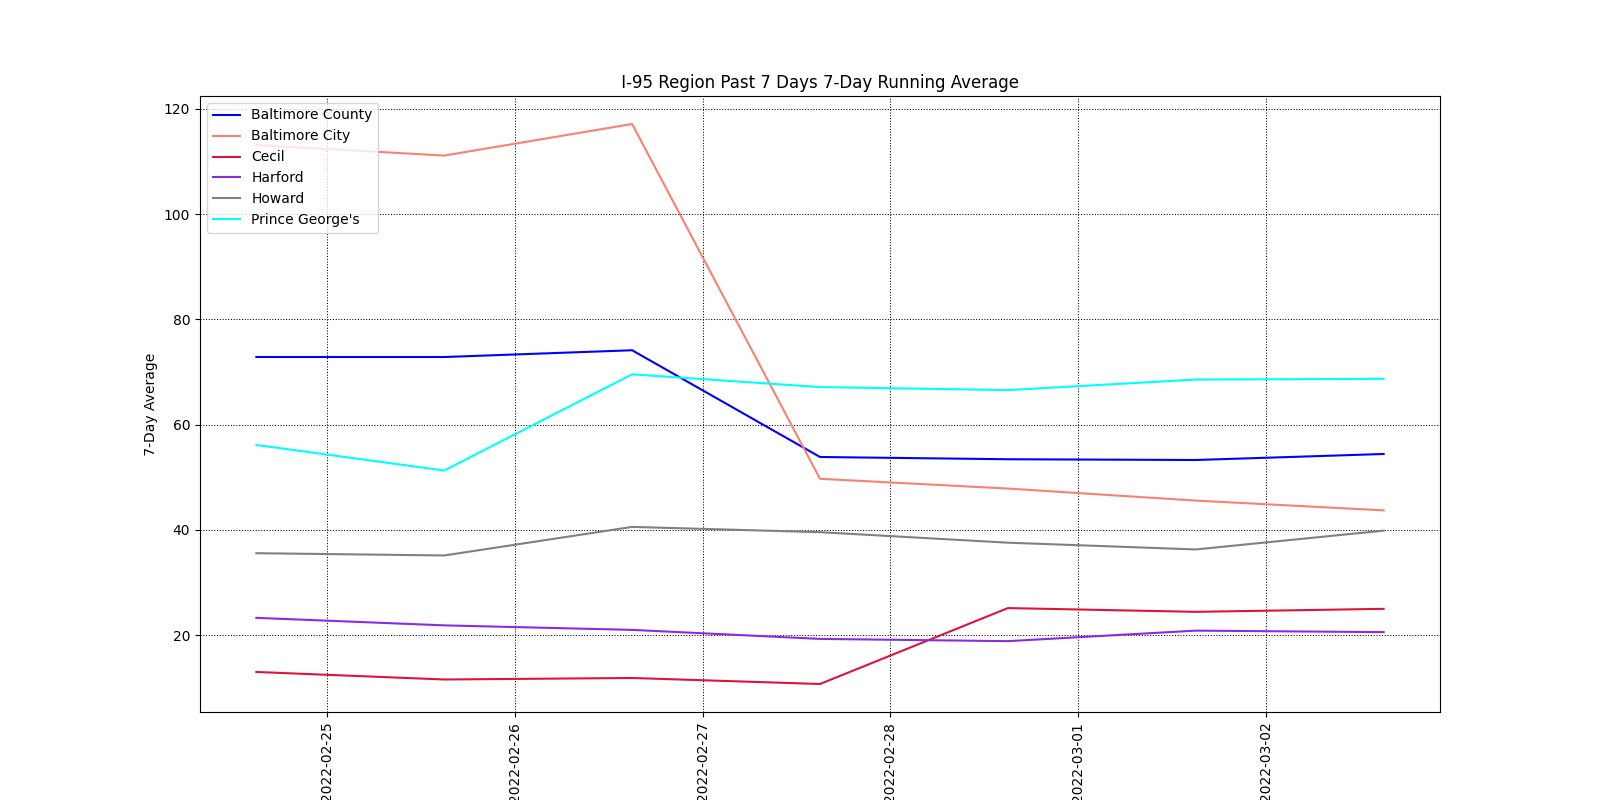 I-95 Region Past 7 Days 7-Day Running Average
Baltimore County
Baltimore City
Cecil
Harford
Howard
Prince George's
120
100
80
60
40
20
7-Day Average
2022-02-25
2022-02-26
2022-02-27
2022-02-28
2022-03-01
2022-03-02